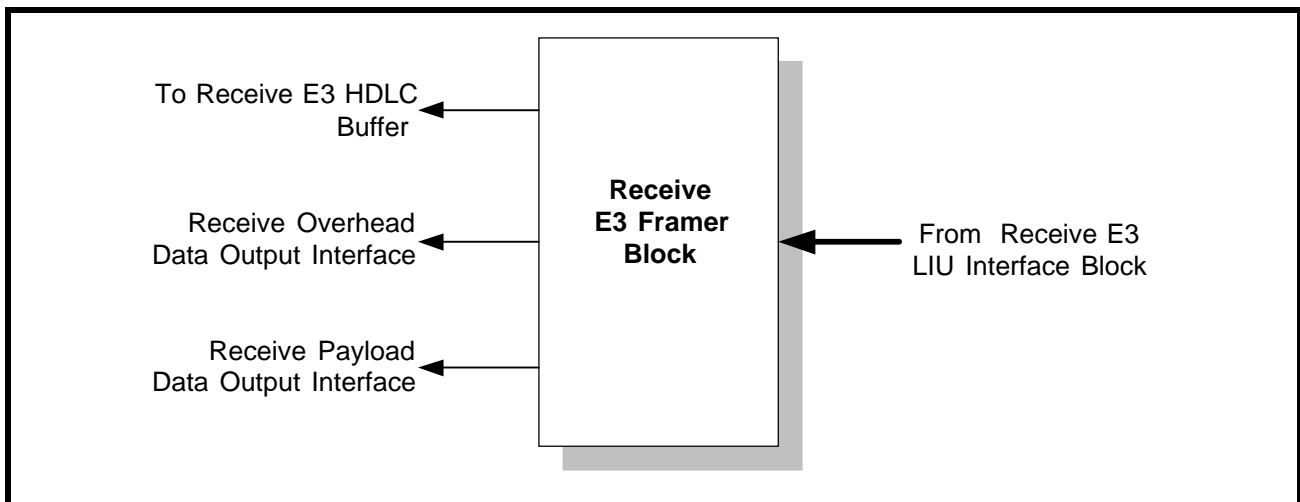 To Receive E3 HDLC
Buffer
Receive Overhead
Data Output Interface
Receive Payload
Data Output Interface
Receive
E3 Framer
Block
From Receive E3
LIU Interface Block